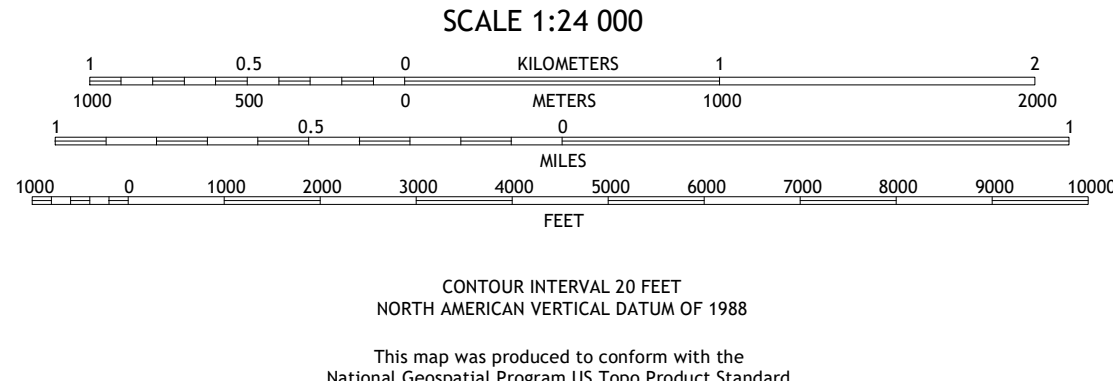 SCALE 1:24 000
1 0.5 0 KILOMETERS 1 2
1000 500 0 METERS 1000 2000
1 0.5 0 1
MILES
1000 0 1000 2000 3000 4000 5000 6000 7000 8000 9000 10000
FEET
CONTOUR INTERVAL 20 FEET
NORTH AMERICAN VERTICAL DATUM OF 1988
This map was produced to conform with the
National Geospatial Program US Topo Product Standard